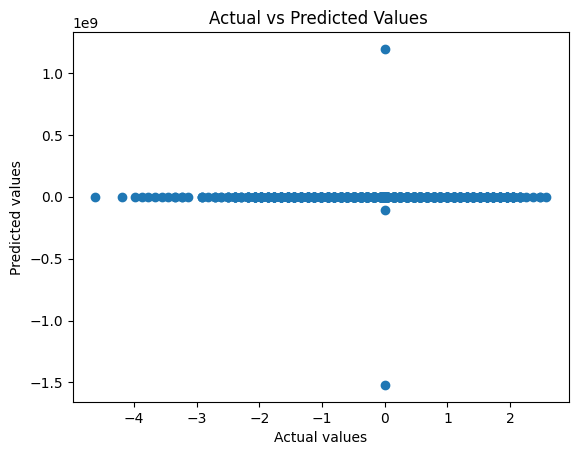 Actual vs Predicted Values
1e9
1.0
0.5
0.0
−0.5
−1.0
−1.5
Predicted values
−4 −3 −2 −1 0 1 2
Actual values